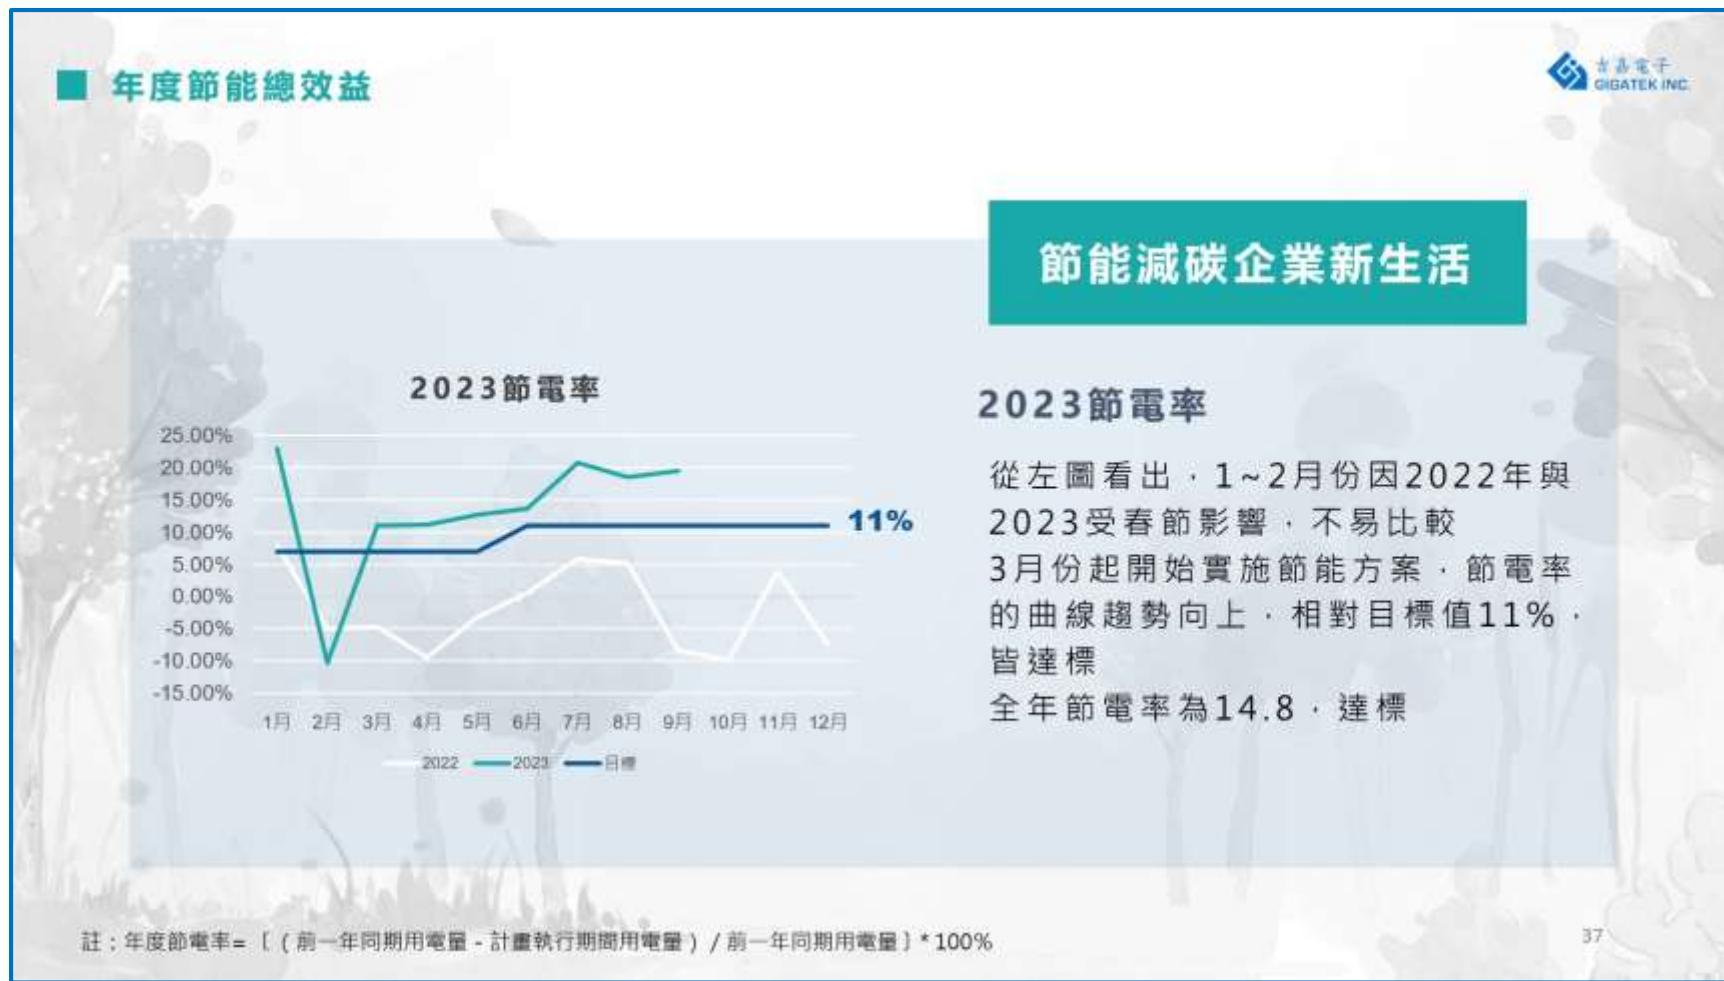 年度節能總效益
吉嘉電子
GIGATEK INC.
節能減碳企業新生活
2023節電率
25.00%
20.00%
15.00%
10.00%
5.00%
0.00%
-5.00%
-10.00%
-15.00%
11%
1月 2月 3月 4月 5月 6月 7月 8月 9月 10月 11月 12月
2022 2023 目標
2023節電率
從左圖看出，1~2月份因2022年與
2023受春節影響，不易比較
3月份起開始實施節能方案，節電率
的曲線趨勢向上，相對目標值11%，
皆達標
全年節電率為14.8，達標
註：年度節電率=［（前一年同期用電量 - 計畫執行期間用電量）/ 前一年同期用電量］* 100%
37